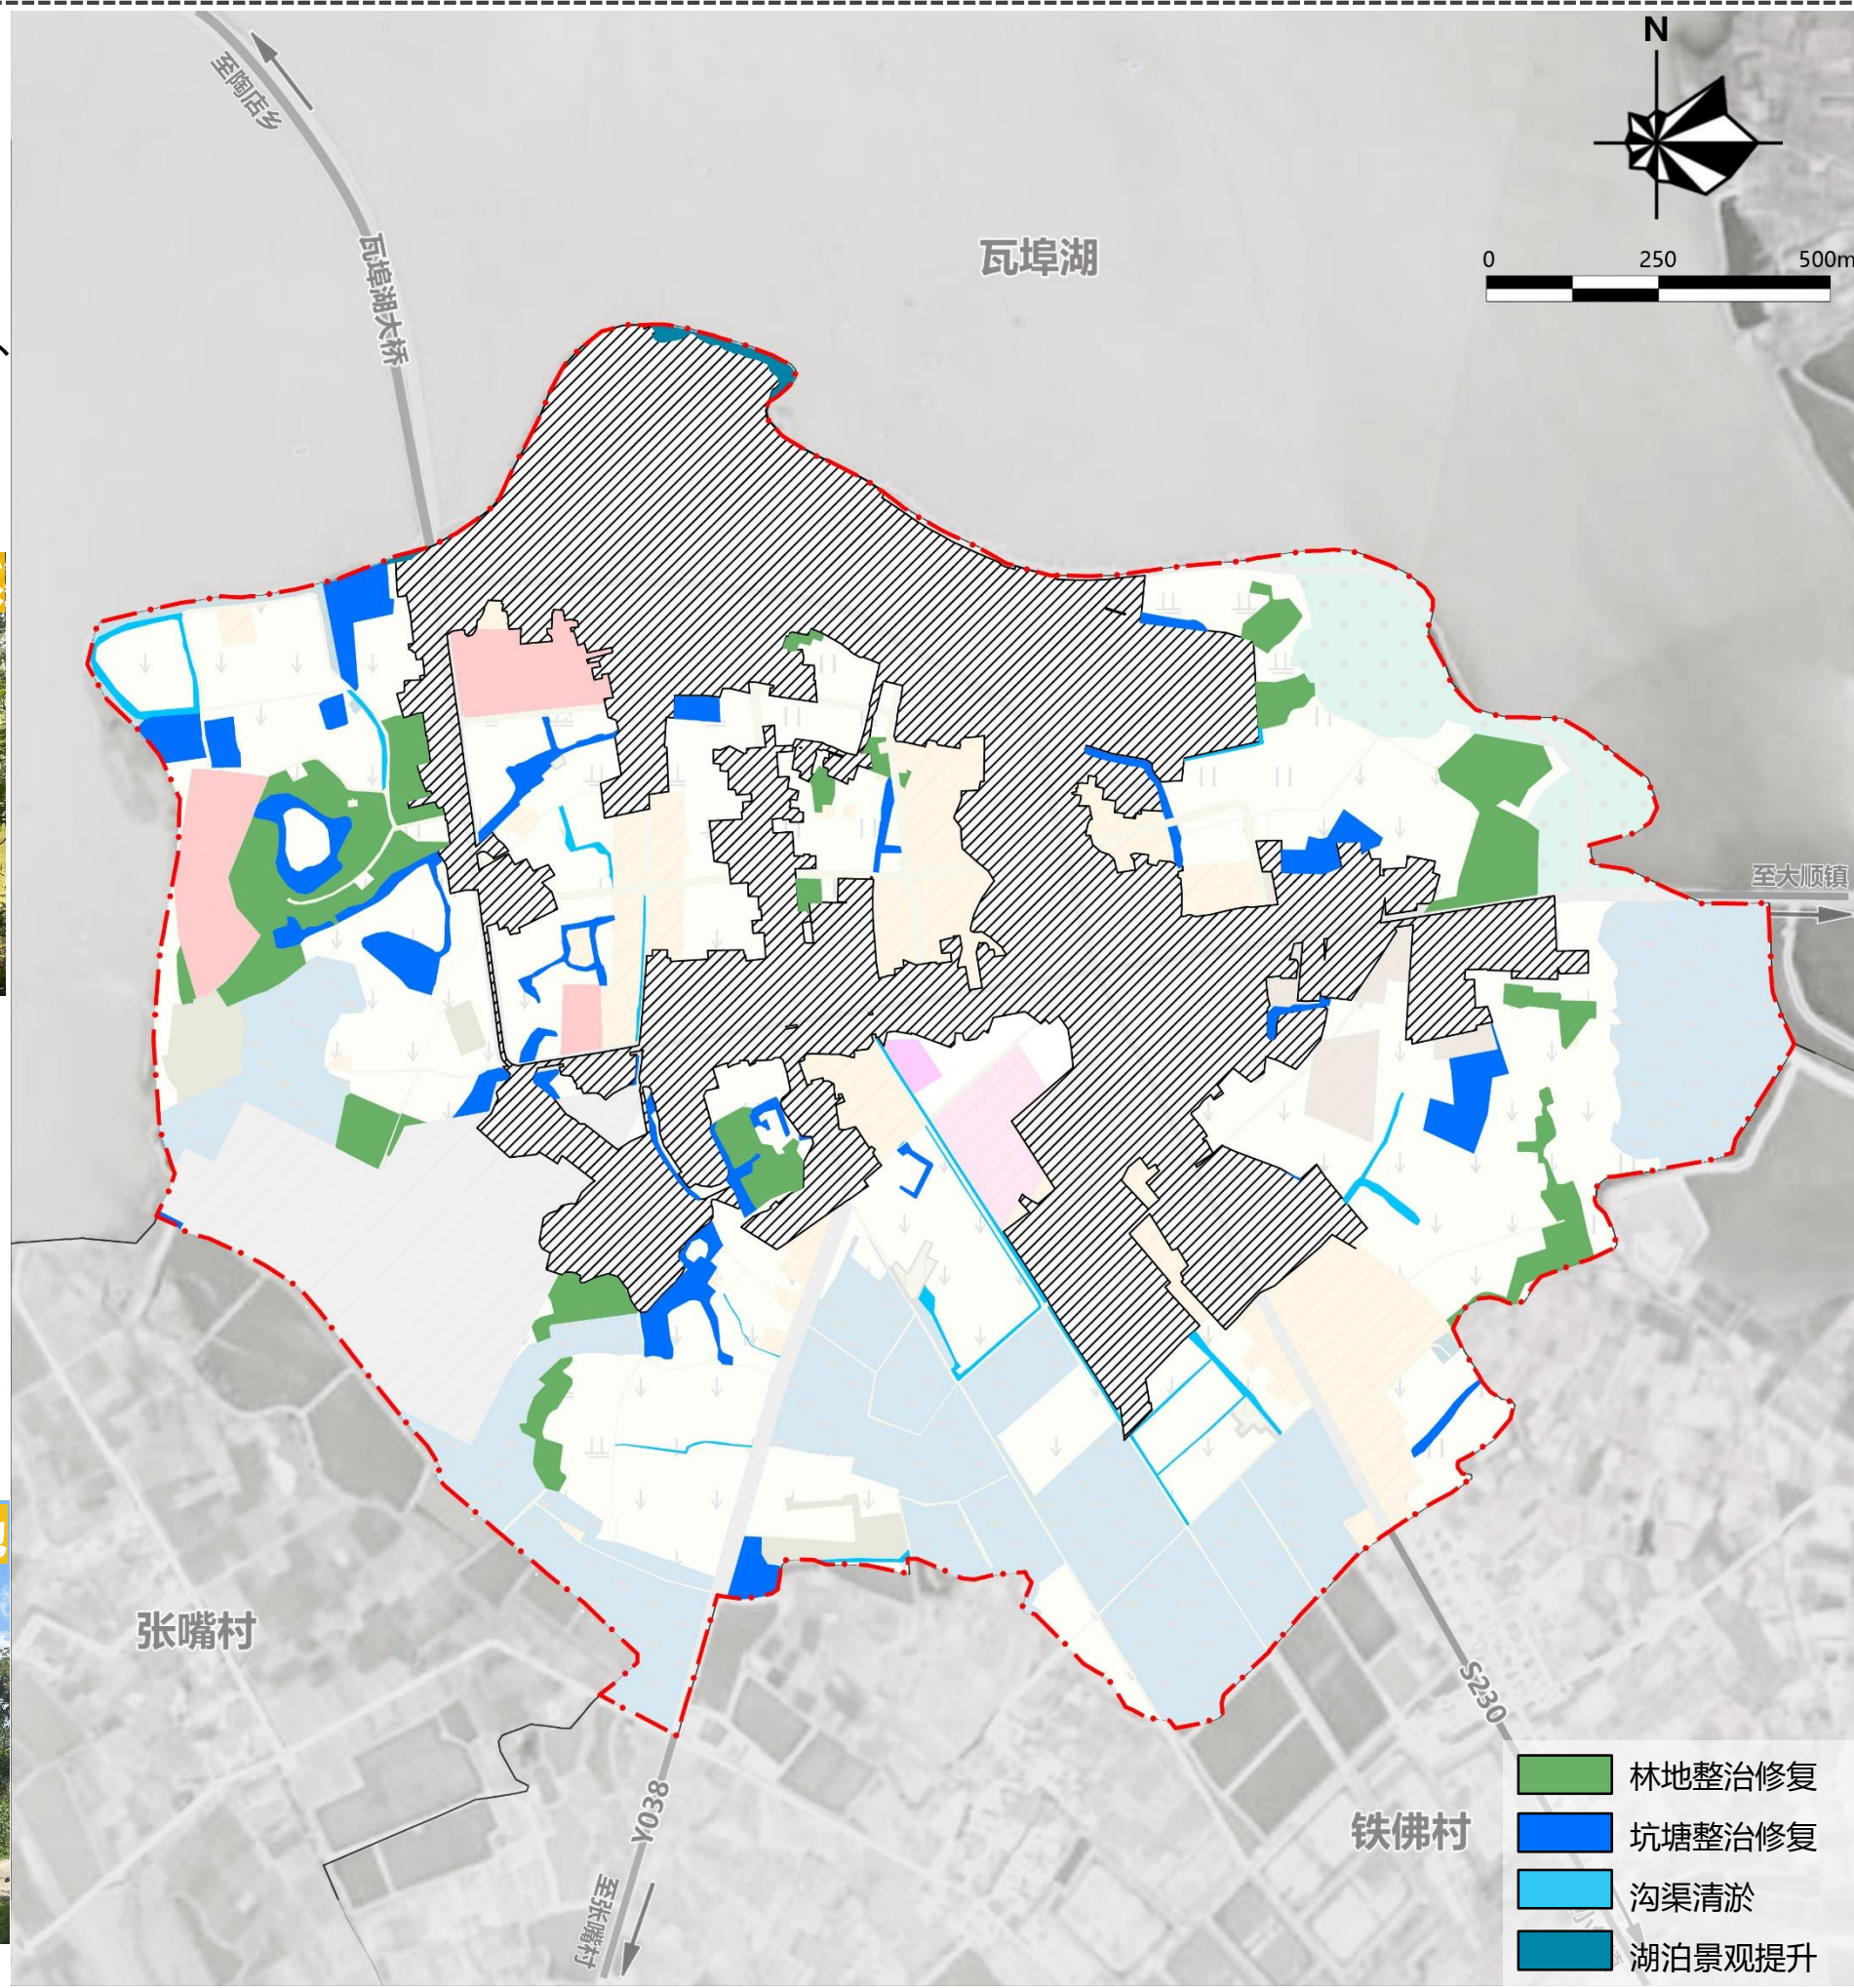 N
至陶店乡
瓦埠湖大桥
瓦埠湖
0 250 500m
至大顺镇
张嘴村
S230
Y038
铁佛村
至张嘴村
林地整治修复
坑塘整治修复
沟渠清淤
湖泊景观提升